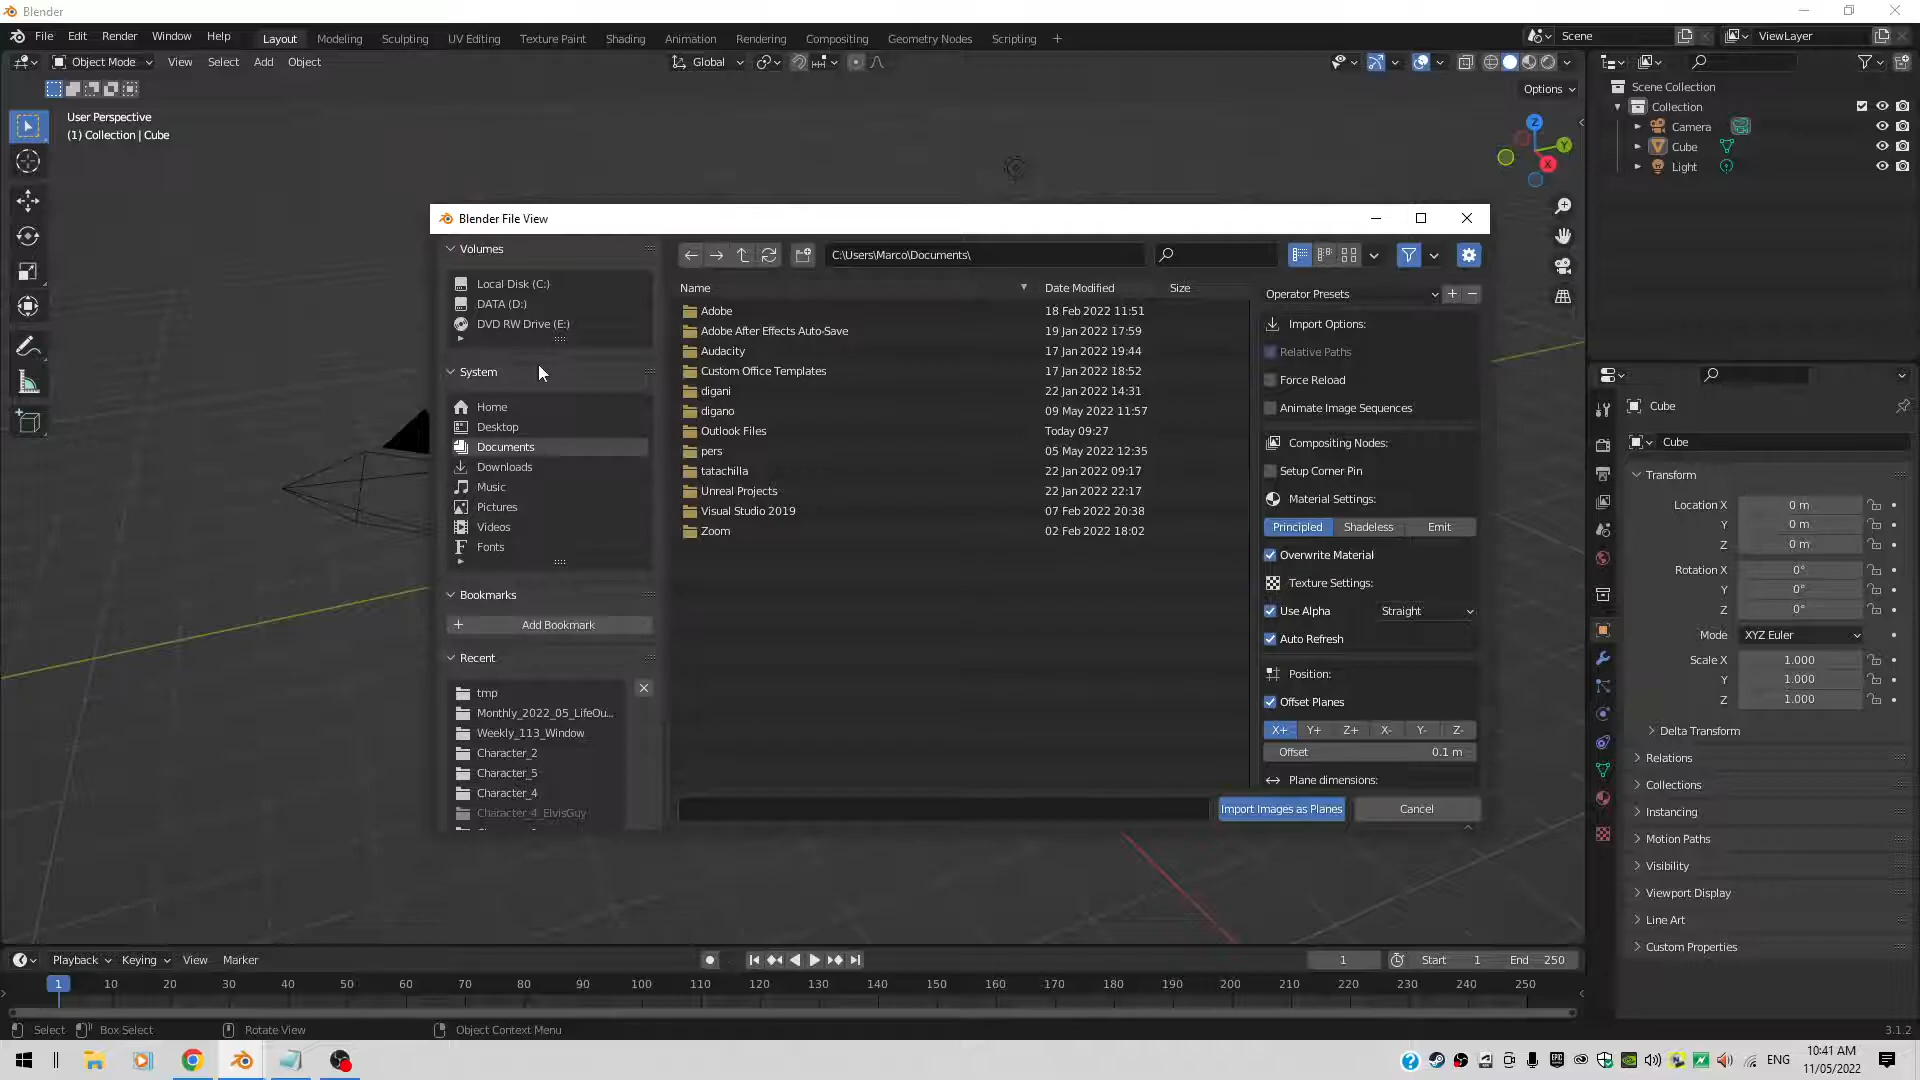 Blender
File Edit Render Window Help Layout Modeling Sculpting UV Editing Texture Paint Shading Animation Rendering Compositing Geometry Nodes Scripting + Scene ViewLayer
Object Mode View Select Add Object Global
Options
User Perspective
(1) Collection | Cube
Z
Y
X
Scene Collection
Collection
Camera
Cube
Light
Blender File View
Volumes
Local Disk (C:)
DATA (D:)
DVD RW Drive (E:)
System
Home
Desktop
Documents
Downloads
Music
Pictures
Videos
Fonts
Bookmarks
Add Bookmark
Recent
tmp
Monthly_2022_05_LifeOu...
Weekly_113_Window
Character_2
Character_5
Character_4
Character_4_ElvisGuy
C:\Users\Marco\Documents\
Name Date Modified Size
Adobe 18 Feb 2022 11:51
Adobe After Effects Auto-Save 19 Jan 2022 17:59
Audacity 17 Jan 2022 19:44
Custom Office Templates 17 Jan 2022 18:52
digani 22 Jan 2022 14:31
digano 09 May 2022 11:57
Outlook Files Today 09:27
pers 05 May 2022 12:35
tatachilla 22 Jan 2022 09:17
Unreal Projects 22 Jan 2022 22:17
Visual Studio 2019 07 Feb 2022 20:38
Zoom 02 Feb 2022 18:02
Operator Presets
Import Options:
Relative Paths
Force Reload
Animate Image Sequences
Compositing Nodes:
Setup Corner Pin
Material Settings:
Principled Shadeless Emit
Overwrite Material
Texture Settings:
Use Alpha Straight
Auto Refresh
Position:
Offset Planes
X+ Y+ Z+ X- Y- Z-
Offset 0.1 m
Plane dimensions:
Import Images as Planes Cancel
Cube
Cube
Transform
Location X 0 m
Y 0 m
Z 0 m
Rotation X 0°
Y 0°
Z 0°
Mode XYZ Euler
Scale X 1.000
Y 1.000
Z 1.000
Delta Transform
Relations
Collections
Instancing
Motion Paths
Visibility
Viewport Display
Line Art
Custom Properties
Playback Keying View Marker 1 Start 1 End 250
1 10 20 30 40 50 60 70 80 90 100 110 120 130 140 150 160 170 180 190 200 210 220 230 240 250
Select Box Select Rotate View Object Context Menu 3.1.2
ENG
10:41 AM
11/05/2022